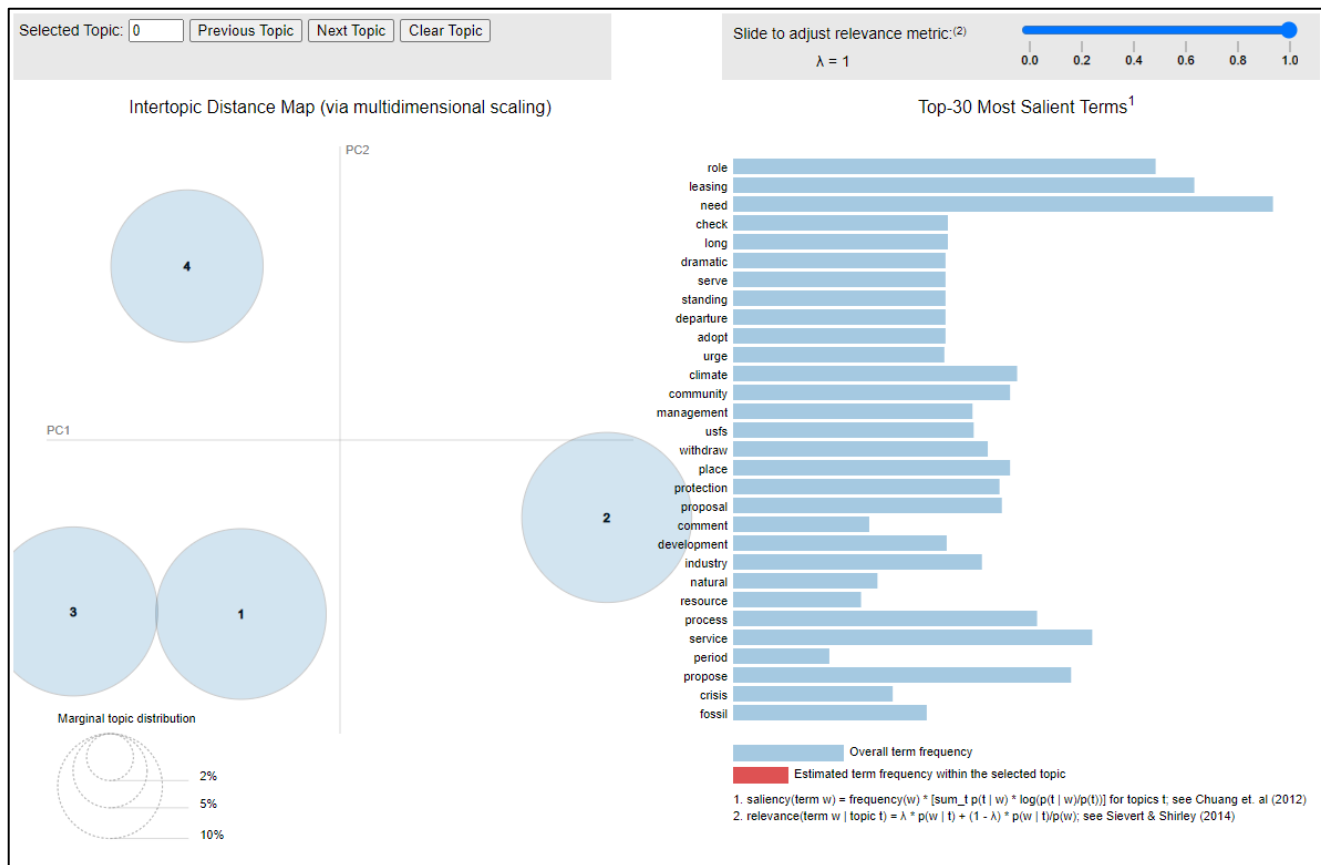 Selected Topic: 0 Previous Topic Next Topic Clear Topic
Slide to adjust relevance metric:(2)
λ = 1
0.0 0.2 0.4 0.6 0.8 1.0
Intertopic Distance Map (via multidimensional scaling)
PC2
PC1
4
2
3
1
Marginal topic distribution
2%
5%
10%
Top-30 Most Salient Terms1
role
leasing
need
check
long
dramatic
serve
standing
departure
adopt
urge
climate
community
management
usfs
withdraw
place
protection
proposal
comment
development
industry
natural
resource
process
service
period
propose
crisis
fossil
Overall term frequency
Estimated term frequency within the selected topic
1. saliency(term w) = frequency(w) * [sum_t p(t | w) * log(p(t | w)/p(t))] for topics t; see Chuang et. al (2012)
2. relevance(term w | topic t) = λ * p(w | t) + (1 - λ) * p(w | t)/p(w); see Sievert & Shirley (2014)